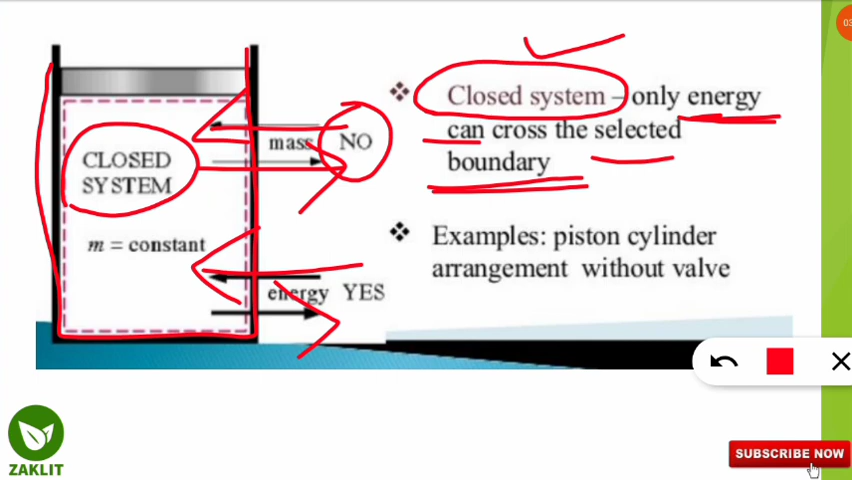 03
Closed system – only energy
can cross the selected
boundary
mass NO
CLOSED
SYSTEM
m = constant
Examples: piston cylinder
arrangement without valve
energy YES
ZAKLIT
SUBSCRIBE NOW